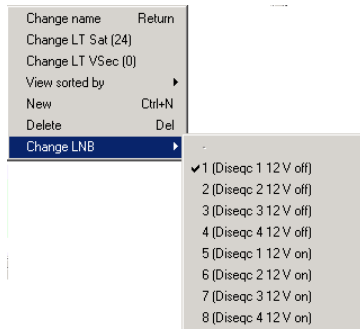 Change name Return
Change LT Sat (24)
Change LT VSec (0)
View sorted by
New Ctrl+N
Delete Del
Change LNB
-
1 (Diseqc 1 12 V off)
2 (Diseqc 2 12 V off)
3 (Diseqc 3 12 V off)
4 (Diseqc 4 12 V off)
5 (Diseqc 1 12 V on)
6 (Diseqc 2 12 V on)
7 (Diseqc 3 12 V on)
8 (Diseqc 4 12 V on)